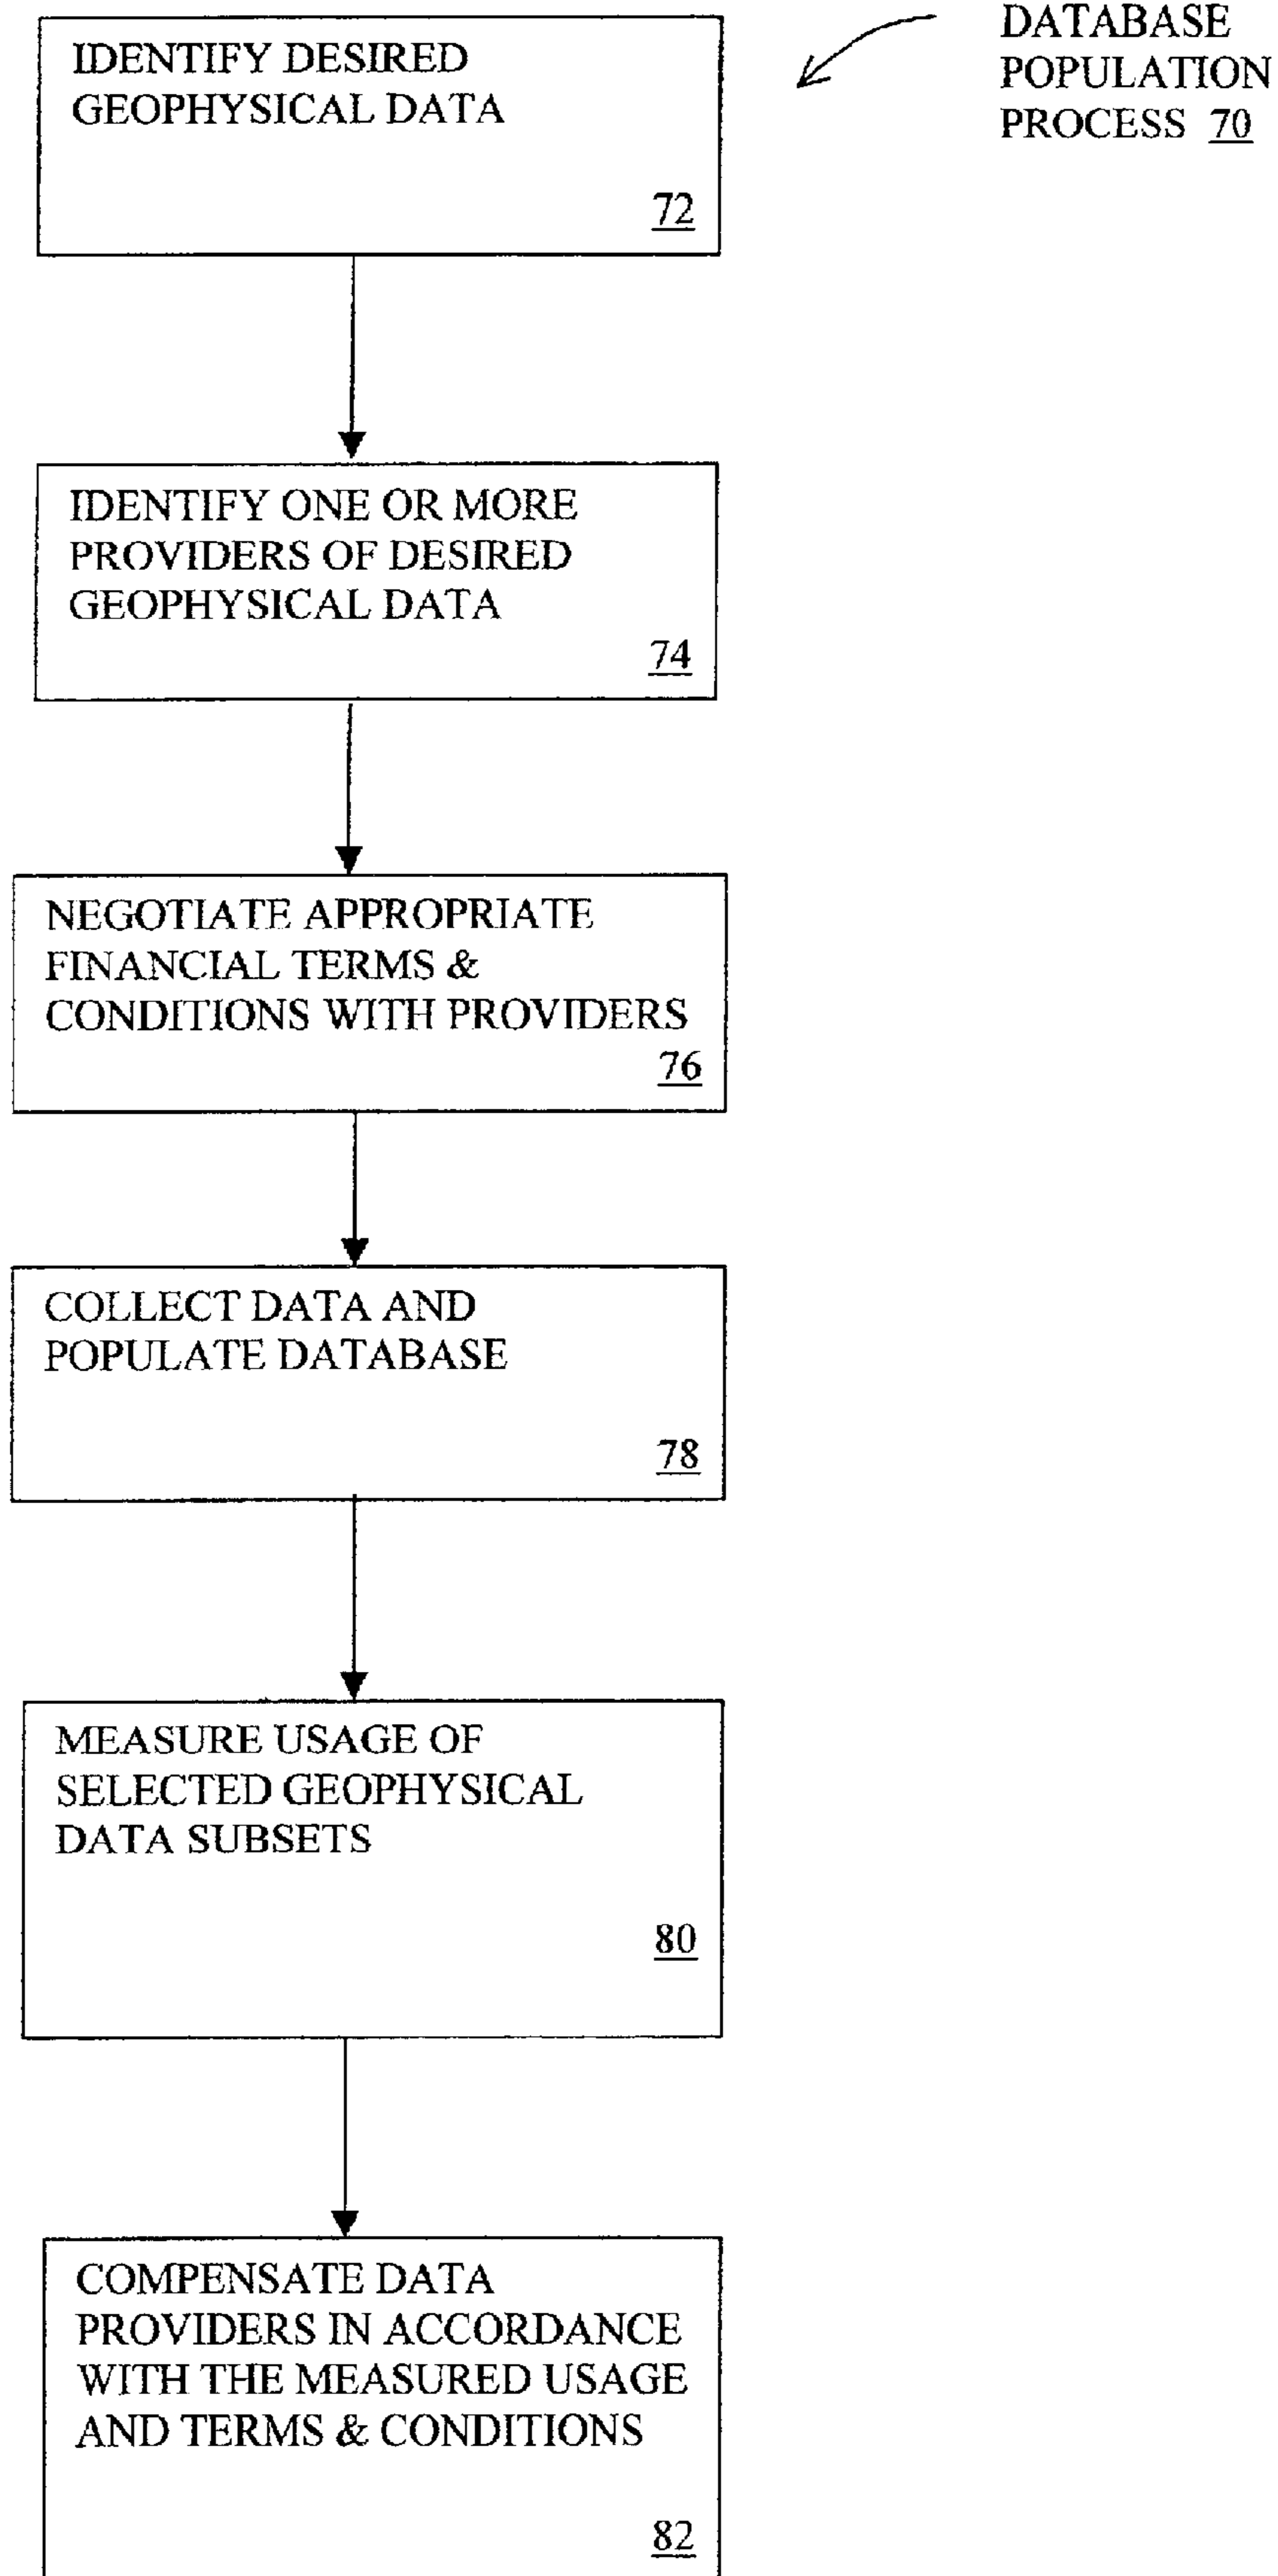 DATABASE
POPULATION
PROCESS 70
IDENTIFY DESIRED
GEOPHYSICAL DATA
72
IDENTIFY ONE OR MORE
PROVIDERS OF DESIRED
GEOPHYSICAL DATA
74
NEGOTIATE APPROPRIATE
FINANCIAL TERMS &
CONDITIONS WITH PROVIDERS
76
COLLECT DATA AND
POPULATE DATABASE
78
MEASURE USAGE OF
SELECTED GEOPHYSICAL
DATA SUBSETS
80
COMPENSATE DATA
PROVIDERS IN ACCORDANCE
WITH THE MEASURED USAGE
AND TERMS & CONDITIONS
82